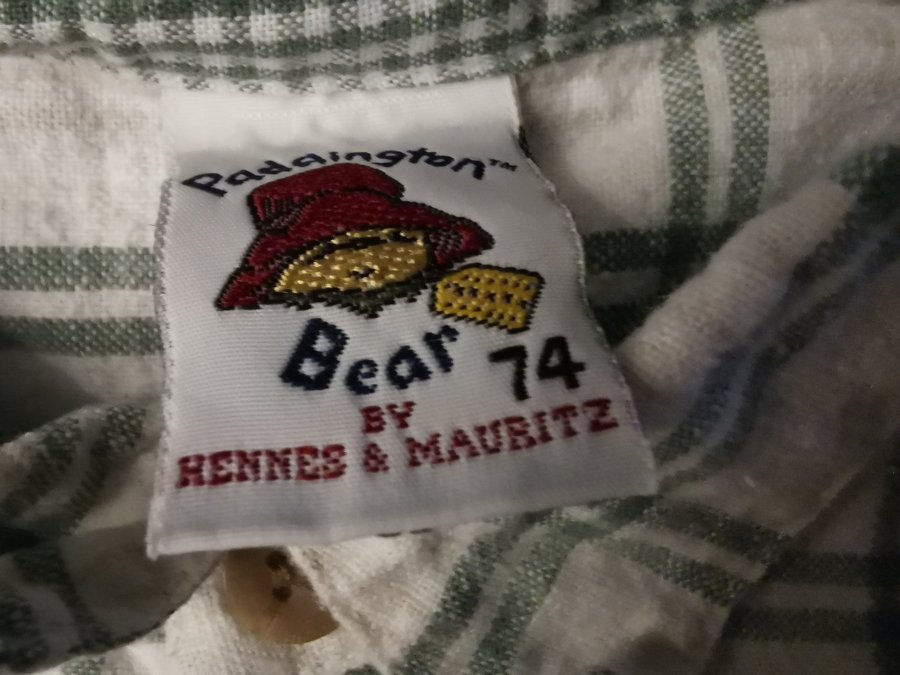 Paddington™
Bear
74
BY
HENNES & MAURITZ